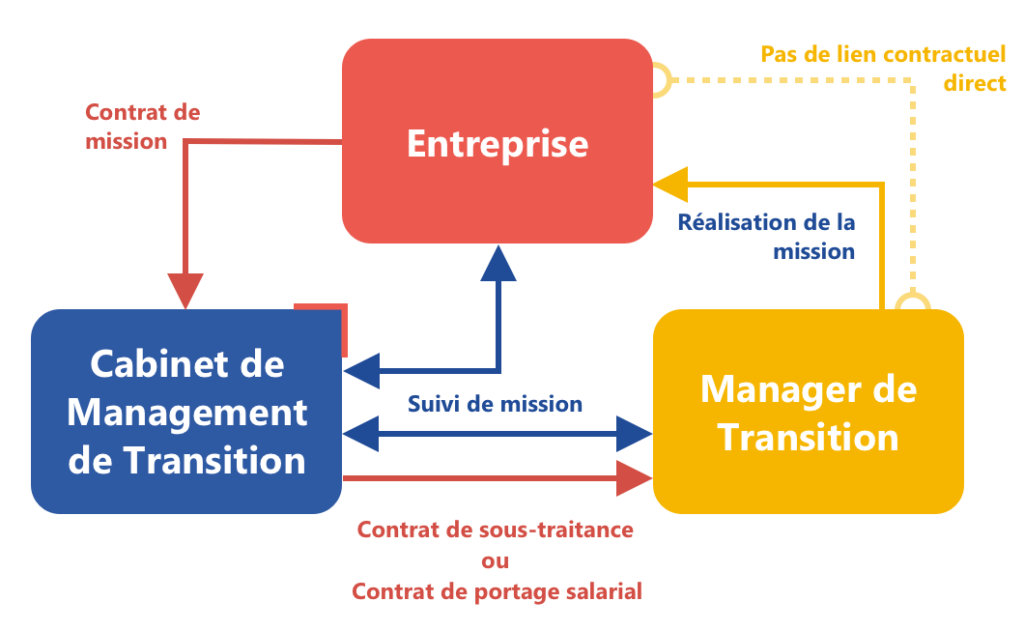 Pas de lien contractuel
direct
Contrat de
mission
Entreprise
Réalisation de la
mission
Cabinet de
Management
de Transition
Suivi de mission
Manager de
Transition
Contrat de sous-traitance
ou
Contrat de portage salarial